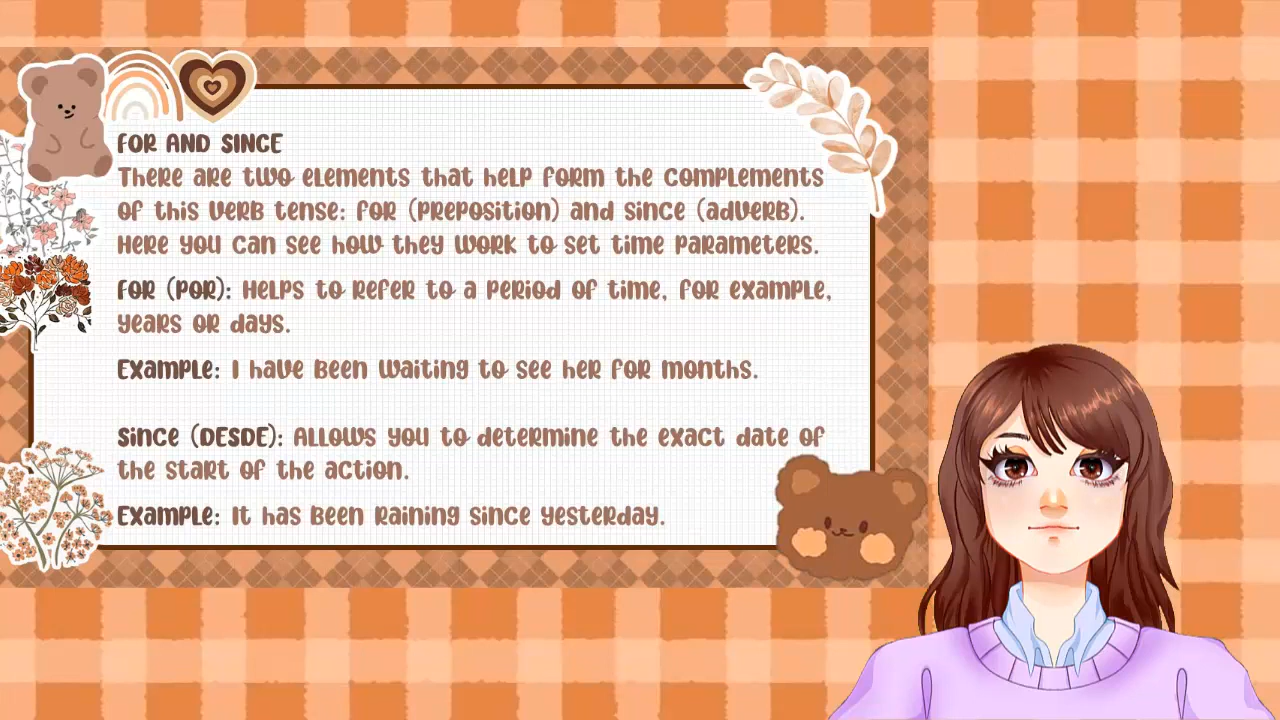 FOR AND SINCE
There are two elements that help form the complements
of this verb tense: for (preposition) and since (adverb).
Here you can see how they work to set time parameters.
For (POR): Helps to refer to a period of time, for example,
years or days.
Example: I have been waiting to see her for months.
Since (DESDE): Allows you to determine the exact date of
the start of the action.
Example: It has been raining since yesterday.